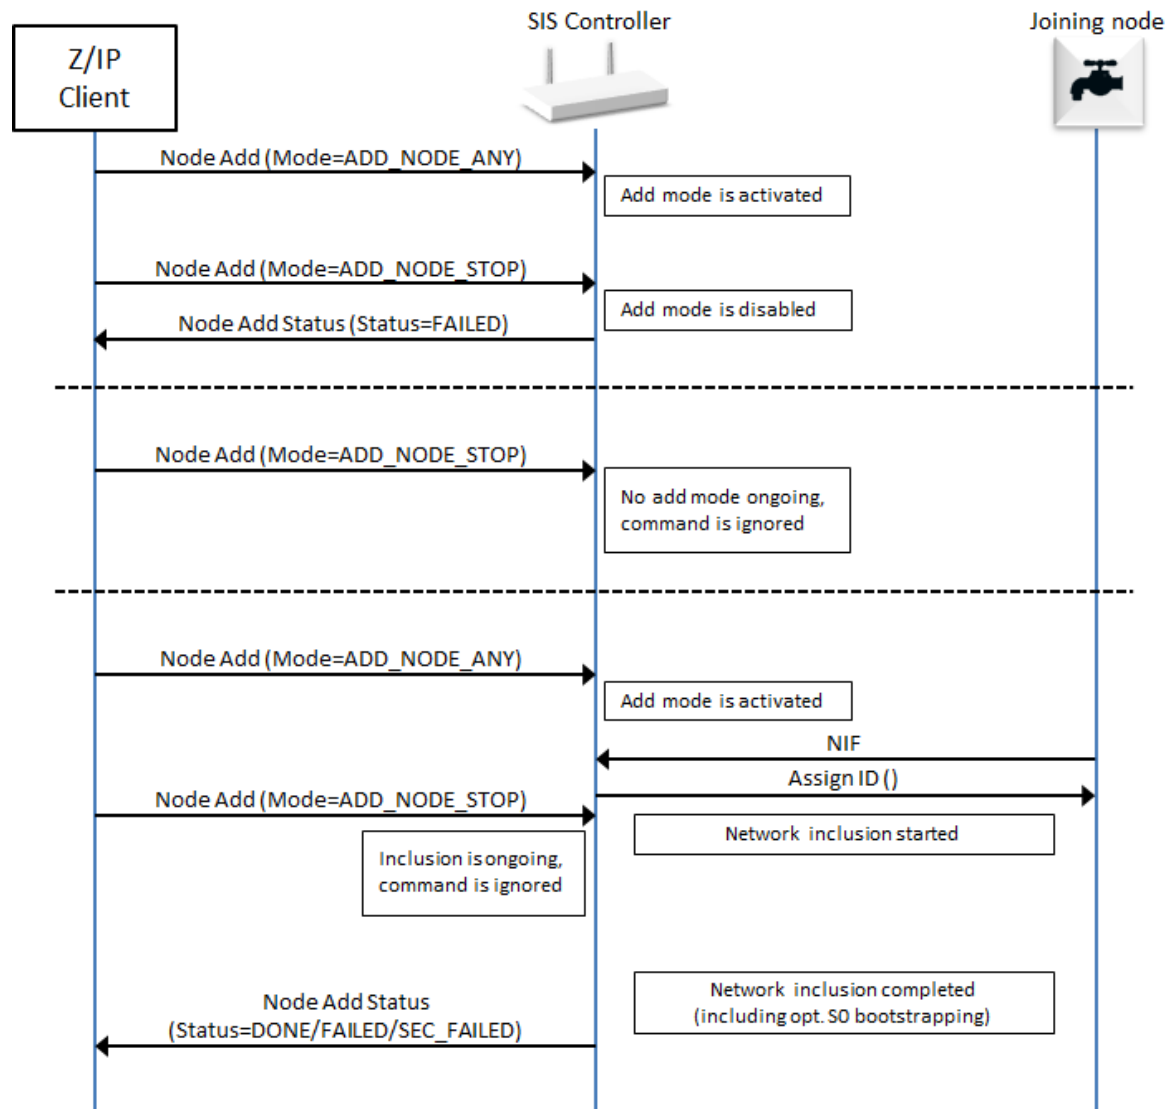 SIS Controller
Joining node
Z/IP
Client
Node Add (Mode=ADD_NODE_ANY)
Add mode is activated
Node Add (Mode=ADD_NODE_STOP)
Add mode is disabled
Node Add Status (Status=FAILED)
Node Add (Mode=ADD_NODE_STOP)
No add mode ongoing,
command is ignored
Node Add (Mode=ADD_NODE_ANY)
Add mode is activated
NIF
Assign ID ()
Node Add (Mode=ADD_NODE_STOP)
Network inclusion started
Inclusion is ongoing,
command is ignored
Network inclusion completed
(including opt. S0 bootstrapping)
Node Add Status
(Status=DONE/FAILED/SEC_FAILED)